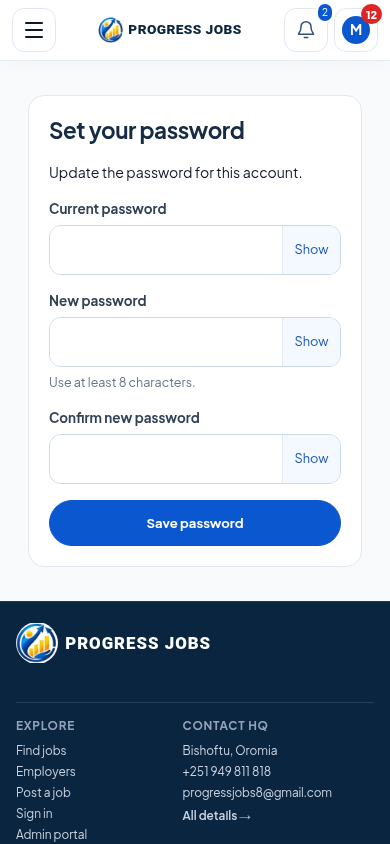 PROGRESS JOBS
2
M
12
Set your password
Update the password for this account.
Current password
Show
New password
Show
Use at least 8 characters.
Confirm new password
Show
Save password
PROGRESS JOBS
EXPLORE
Find jobs
Employers
Post a job
Sign in
Admin portal
CONTACT HQ
Bishoftu, Oromia
+251 949 811 818
progressjobs8@gmail.com
All details→